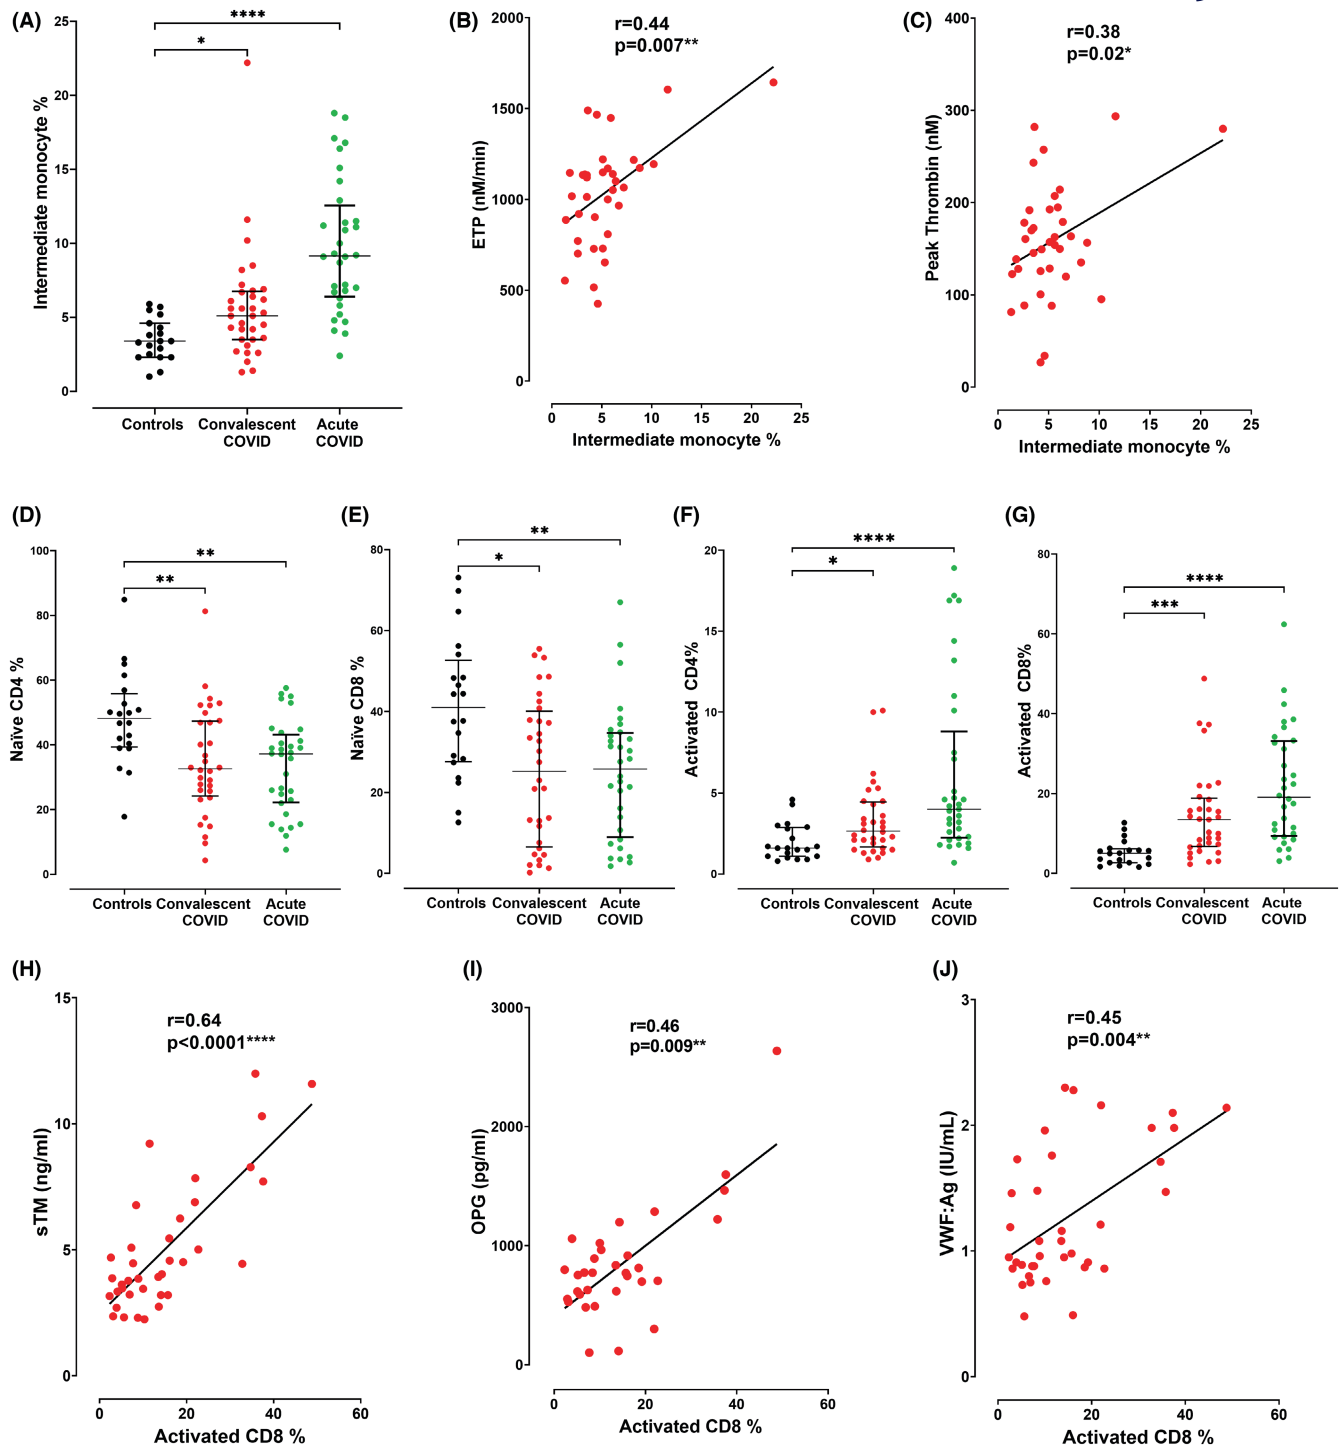 (A)
****
*
25
20
15
10
5
0
Intermediate monocyte %
Controls
Convalescent
COVID
Acute
COVID
(B)
r=0.44
p=0.007**
2000
1500
1000
500
0
ETP (nM/min)
0 5 10 15 20 25
Intermediate monocyte %
(C)
r=0.38
p=0.02*
400
300
200
100
0
Peak Thrombin (nM)
0 5 10 15 20 25
Intermediate monocyte %
(D)
**
**
100
80
60
40
20
0
Naïve CD4 %
Controls
Convalescent
COVID
Acute
COVID
(E)
**
*
80
60
40
20
0
Naïve CD8 %
Controls
Convalescent
COVID
Acute
COVID
(F)
****
*
20
15
10
5
0
Activated CD4%
Controls
Convalescent
COVID
Acute
COVID
(G)
****
***
80
60
40
20
0
Activated CD8%
Controls
Convalescent
COVID
Acute
COVID
(H)
r=0.64
p<0.0001****
15
10
5
0
sTM (ng/ml)
0 20 40 60
Activated CD8 %
(I)
r=0.46
p=0.009**
3000
2000
1000
0
OPG (pg/ml)
0 20 40 60
Activated CD8 %
(J)
r=0.45
p=0.004**
3
2
1
0
VWF:Ag (IU/mL)
0 20 40 60
Activated CD8 %